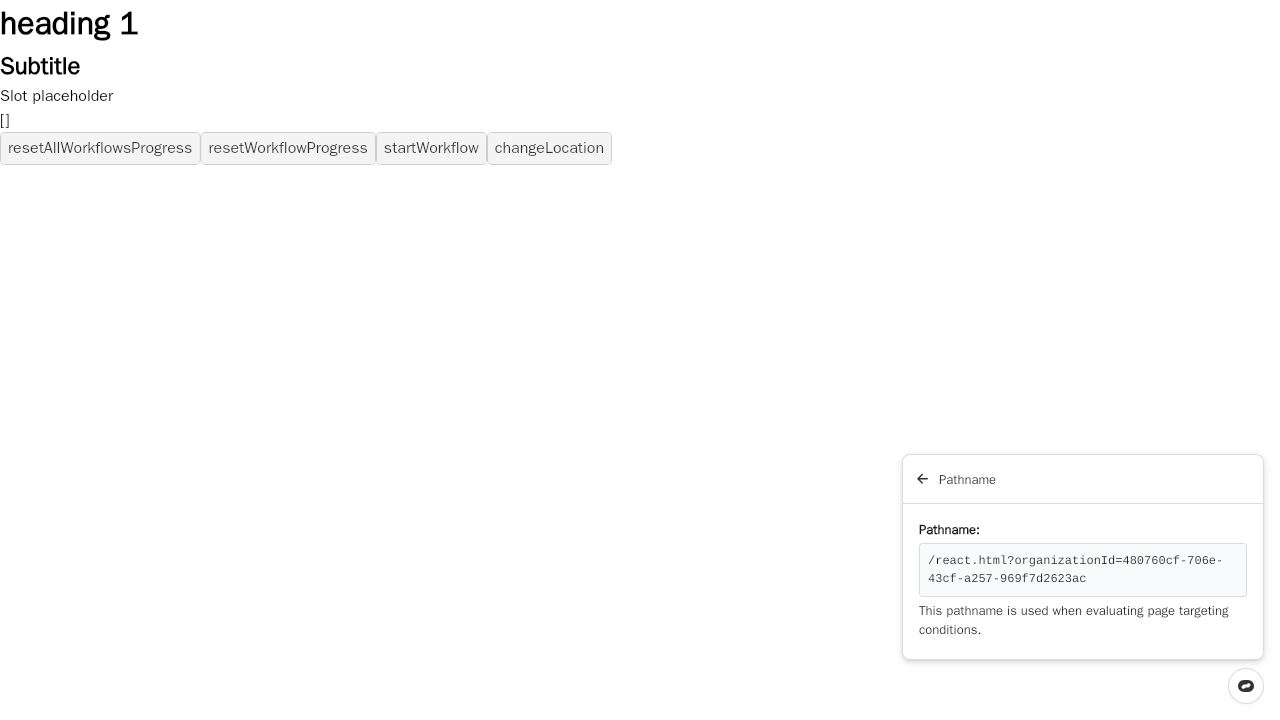 heading 1
Subtitle
Slot placeholder
[]
resetAllWorkflowsProgress resetWorkflowProgress startWorkflow changeLocation
Pathname
Pathname:
/react.html?organizationId=480760cf-706e-
43cf-a257-969f7d2623ac
This pathname is used when evaluating page targeting
conditions.